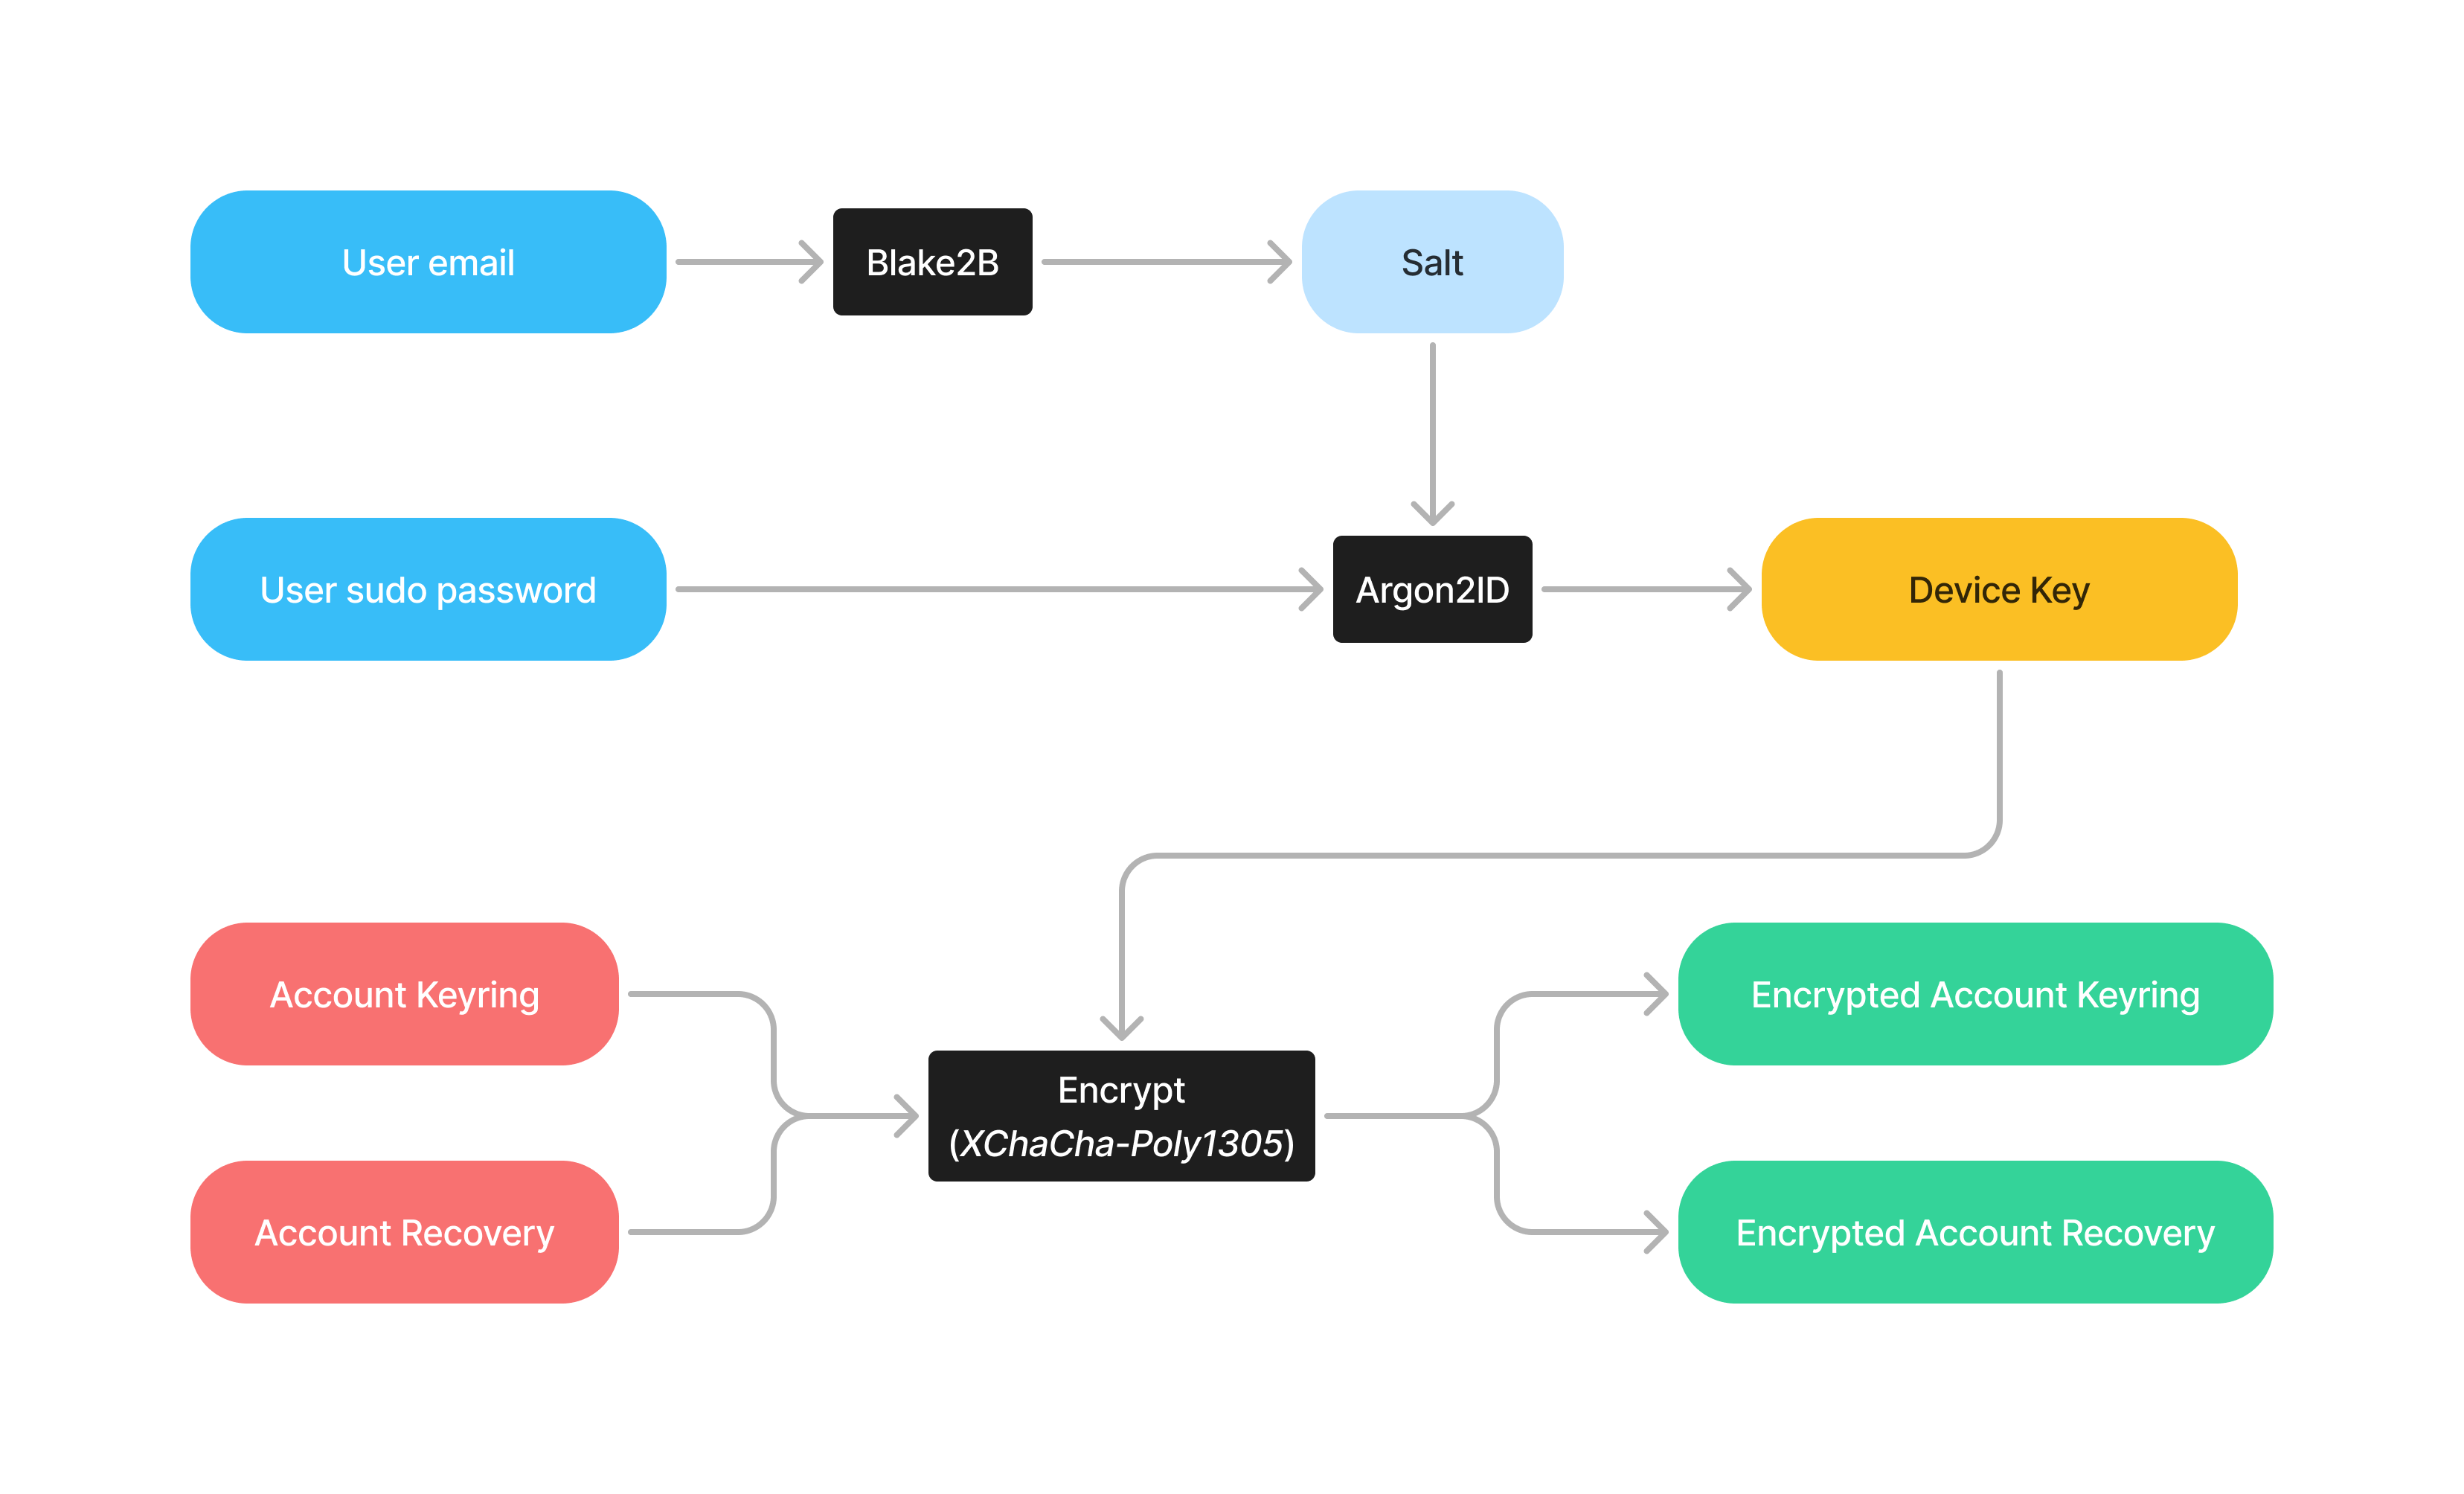 User email
Blake2B
Salt
User sudo password
Argon2ID
Device Key
Account Keyring
Encrypted Account Keyring
Encrypt
(XChaCha-Poly1305)
Account Recovery
Encrypted Account Recovery